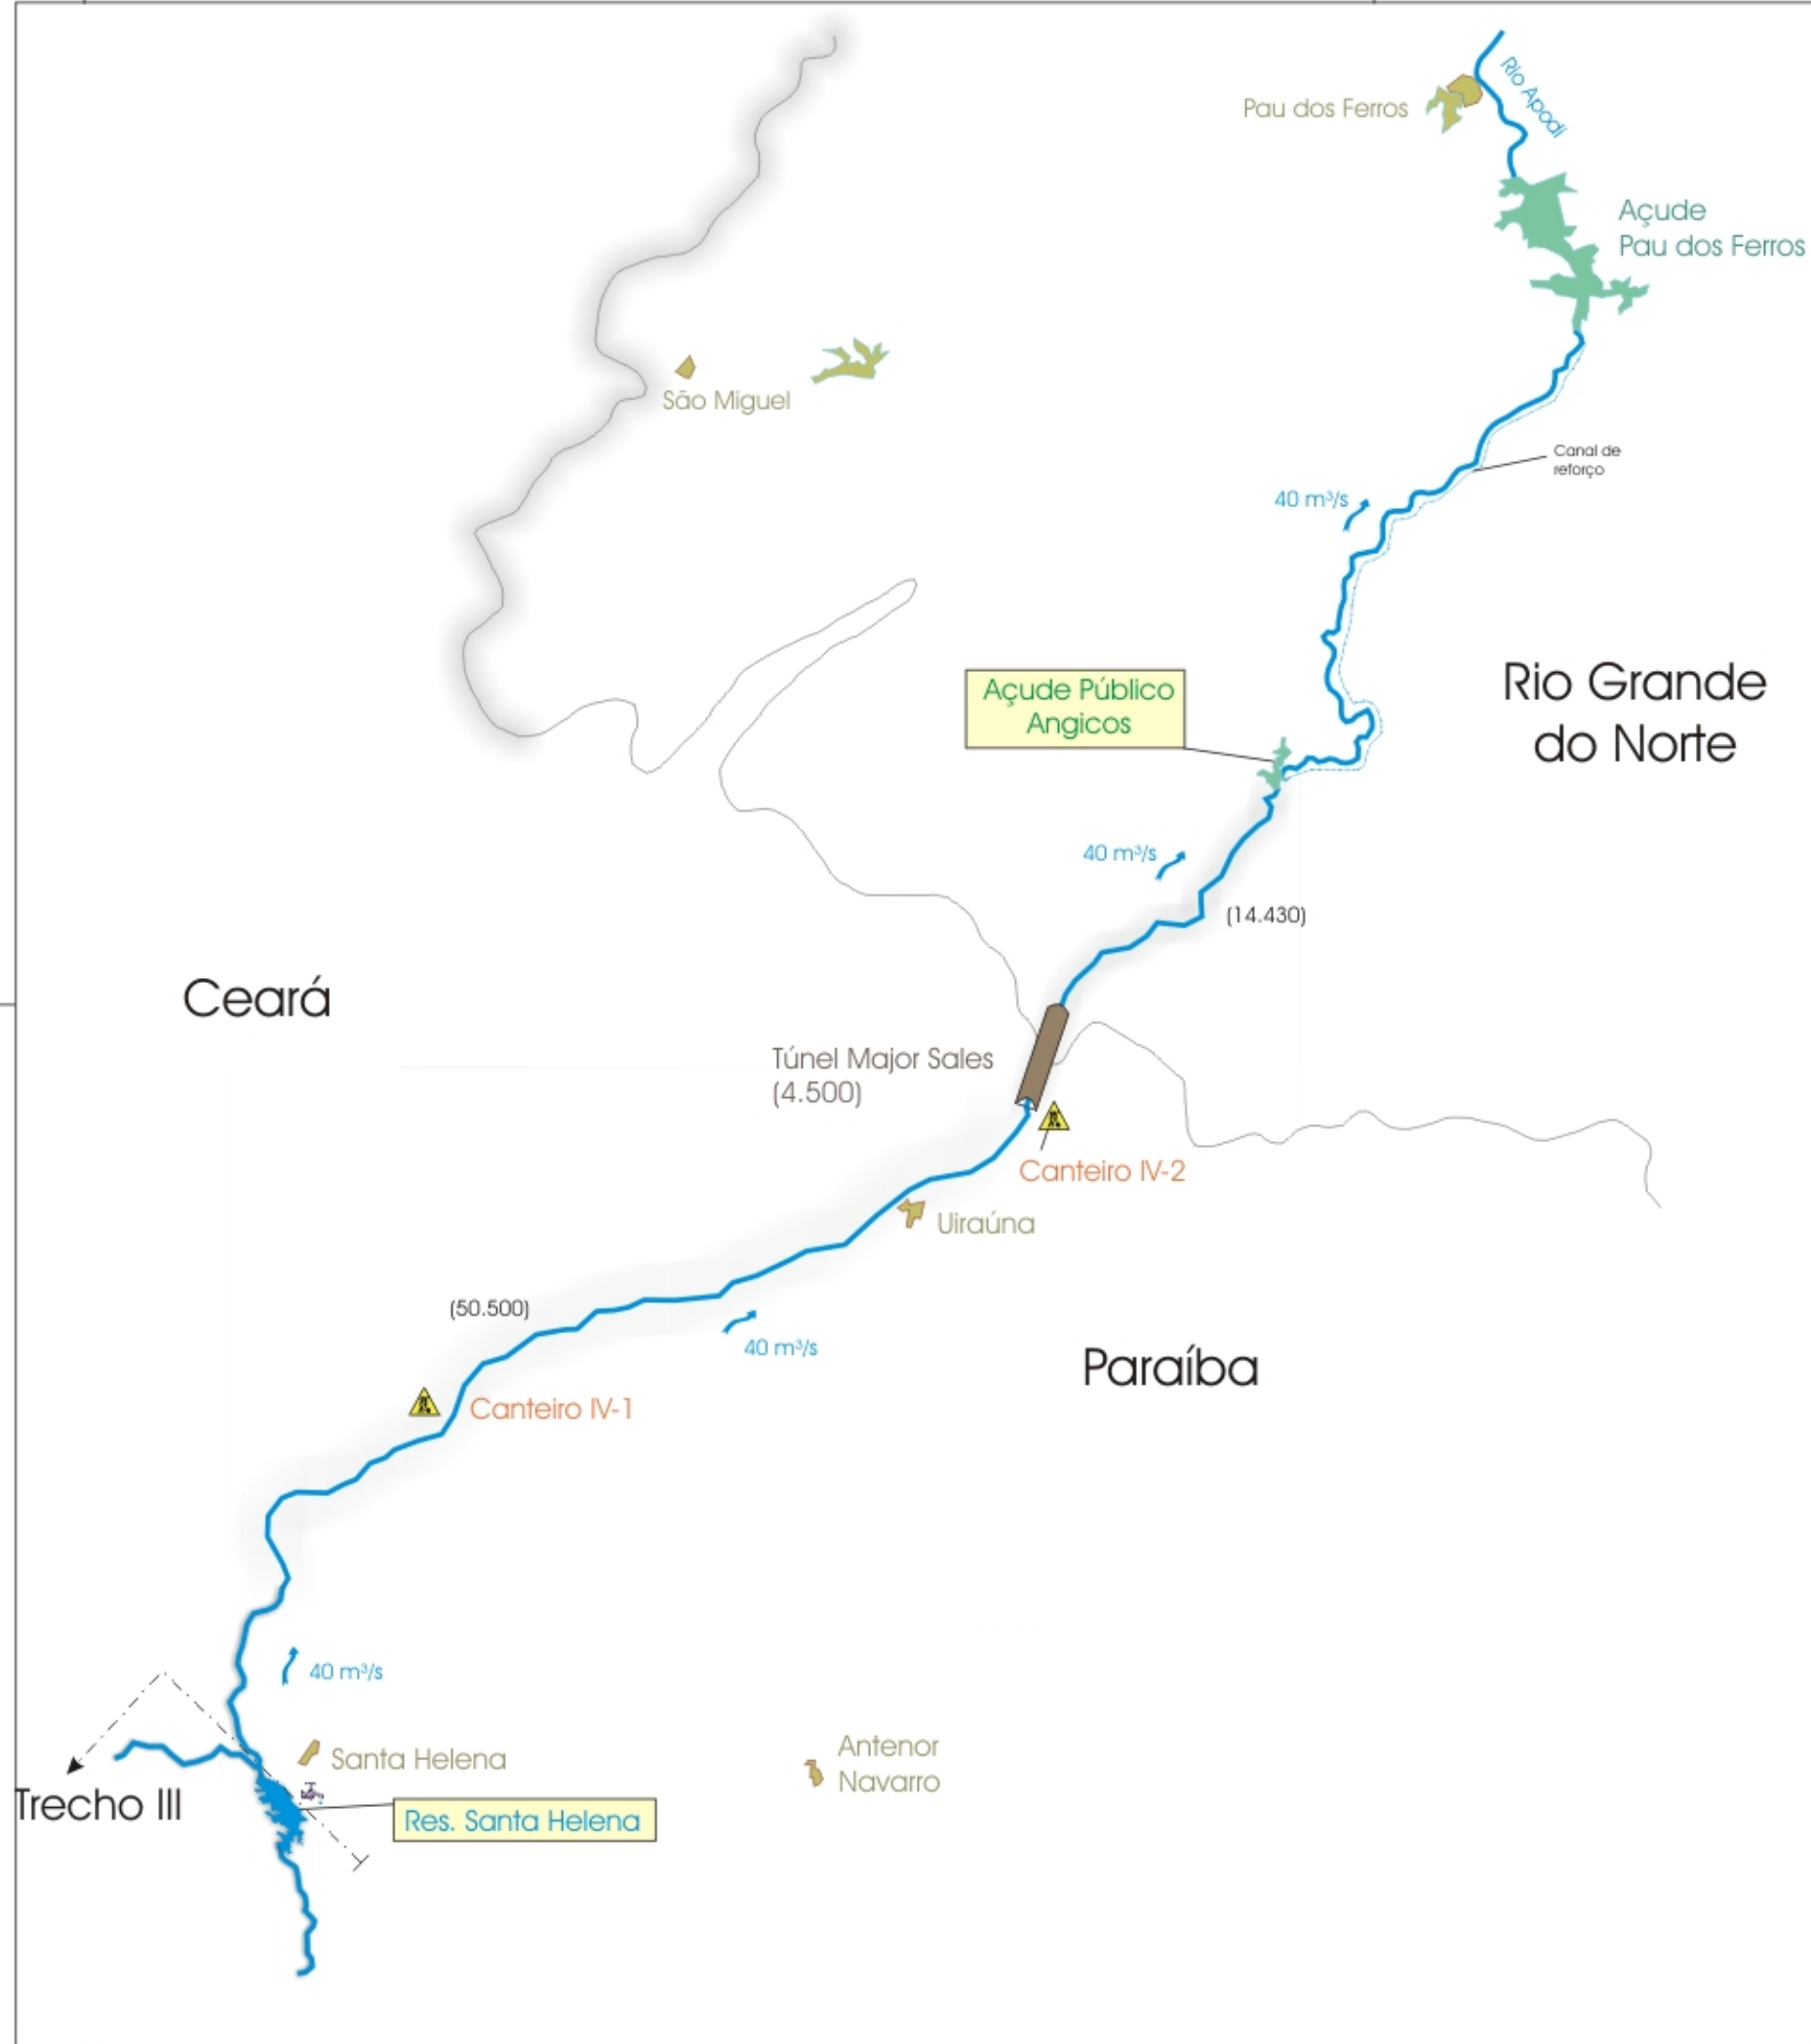 Rio Apodi
Pau dos Ferros
Açude
Pau dos Ferros
São Miguel
Canal de
reforço
40 m³/s
Açude Público
Angicos
Rio Grande
do Norte
40 m³/s
(14.430)
Ceará
Túnel Major Sales
(4.500)
Canteiro IV-2
Uiraúna
(50.500)
40 m³/s
Paraíba
Canteiro IV-1
40 m³/s
Santa Helena
Antenor
Navarro
Trecho III
Res. Santa Helena